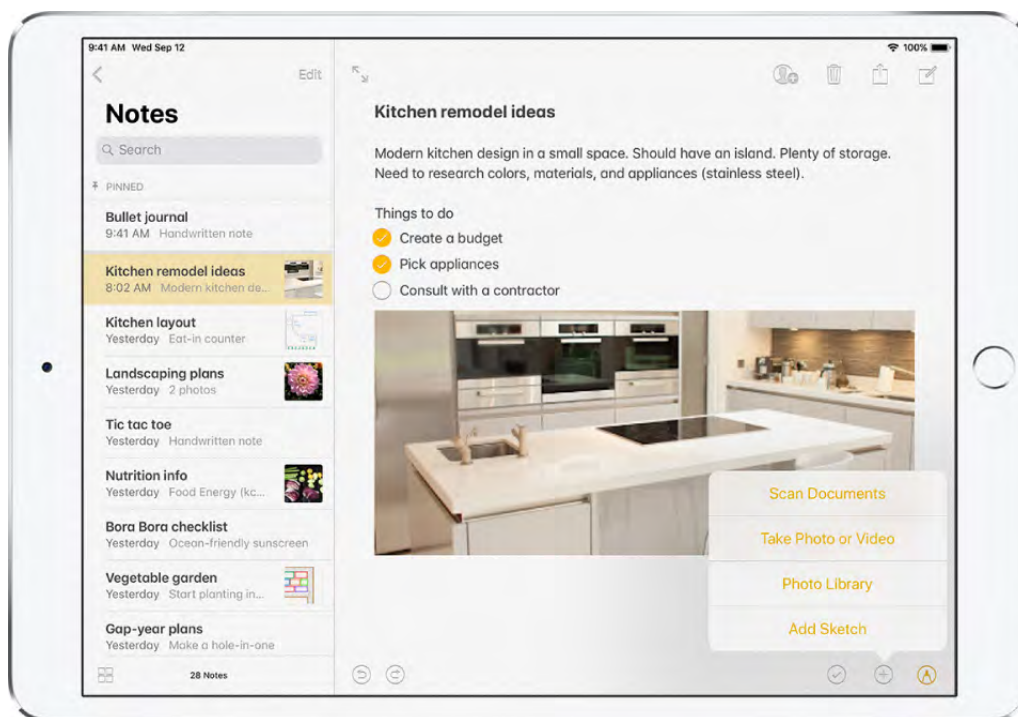 9:41 AM Wed Sep 12
100%
Edit
Notes
Search
PINNED
Bullet journal
9:41 AM Handwritten note
Kitchen remodel ideas
8:02 AM Modern kitchen de...
Kitchen layout
Yesterday Eat-in counter
Landscaping plans
Yesterday 2 photos
Tic tac toe
Yesterday Handwritten note
Nutrition info
Yesterday Food Energy (kc...
Bora Bora checklist
Yesterday Ocean-friendly sunscreen
Vegetable garden
Yesterday Start planting in...
Gap-year plans
Yesterday Make a hole-in-one
28 Notes
Kitchen remodel ideas
Modern kitchen design in a small space. Should have an island. Plenty of storage.
Need to research colors, materials, and appliances (stainless steel).
Things to do
Create a budget
Pick appliances
Consult with a contractor
Scan Documents
Take Photo or Video
Photo Library
Add Sketch